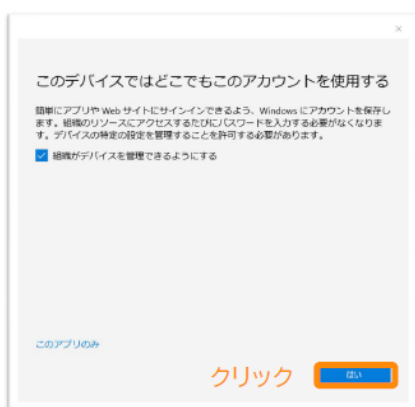 このデバイスではどこでもこのアカウントを使用する
簡単にアプリや Web サイトにサインインできるよう、Windows にアカウントを保存し
ます。組織のリソースにアクセスするたびにパスワードを入力する必要がなくなりま
す。デバイスの特定の設定を管理することを許可する必要があります。
組織がデバイスを管理できるようにする
このアプリのみ
クリック はい